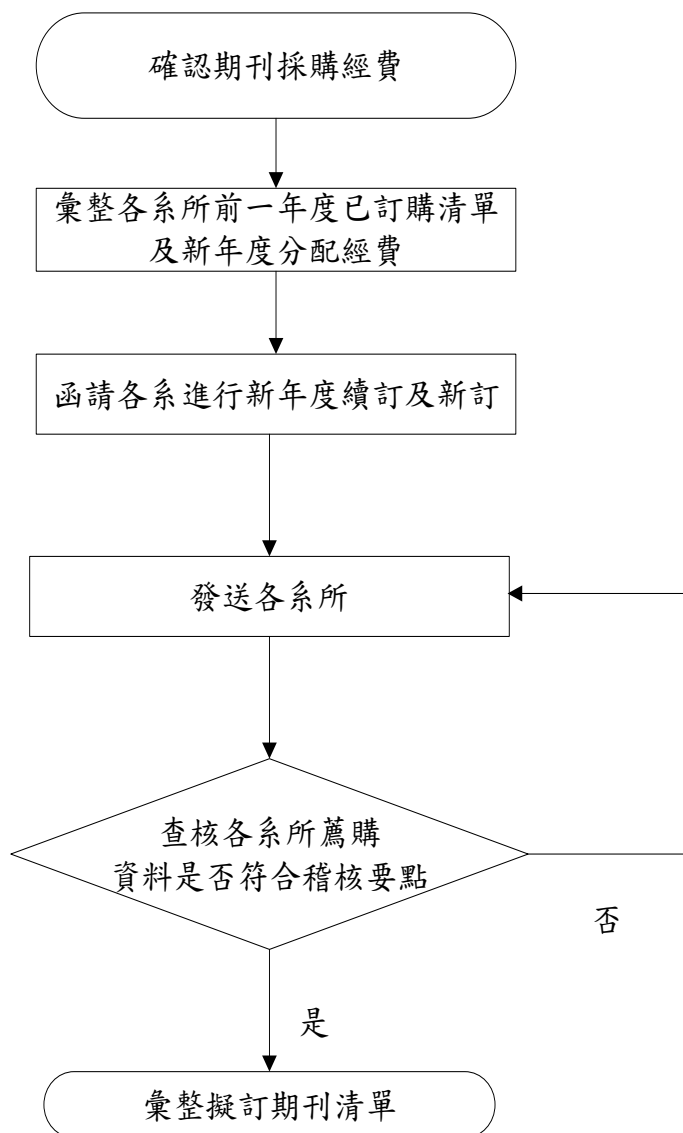 確認期刊採購經費
彙整各系所前一年度已訂購清單
及新年度分配經費
函請各系進行新年度續訂及新訂
發送各系所
查核各系所薦購
資料是否符合稽核要點
否
是
彙整擬訂期刊清單